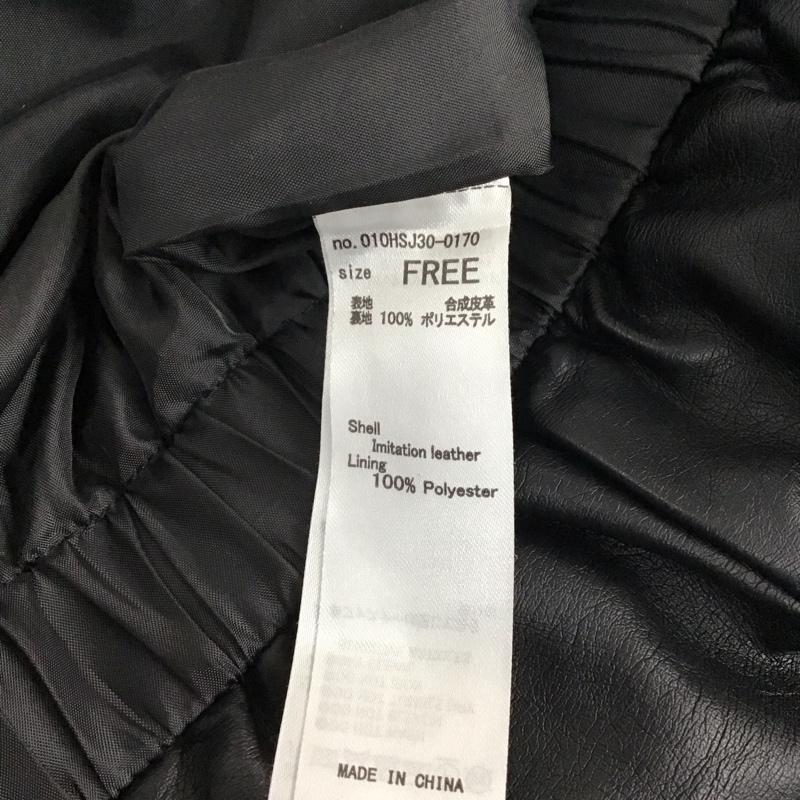 no. 010HSJ30-0170
size FREE
表地 合成皮革
裏地 100% ポリエステル
Shell
Imitation leather
Lining
100% Polyester
MADE IN CHINA